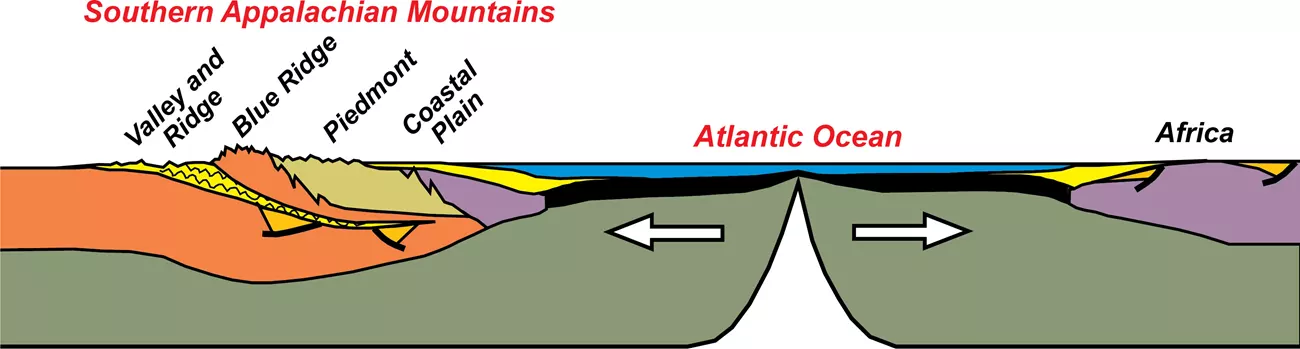 Southern Appalachian Mountains
Valley and
Ridge
Blue Ridge
Piedmont
Coastal
Plain
Atlantic Ocean
Africa